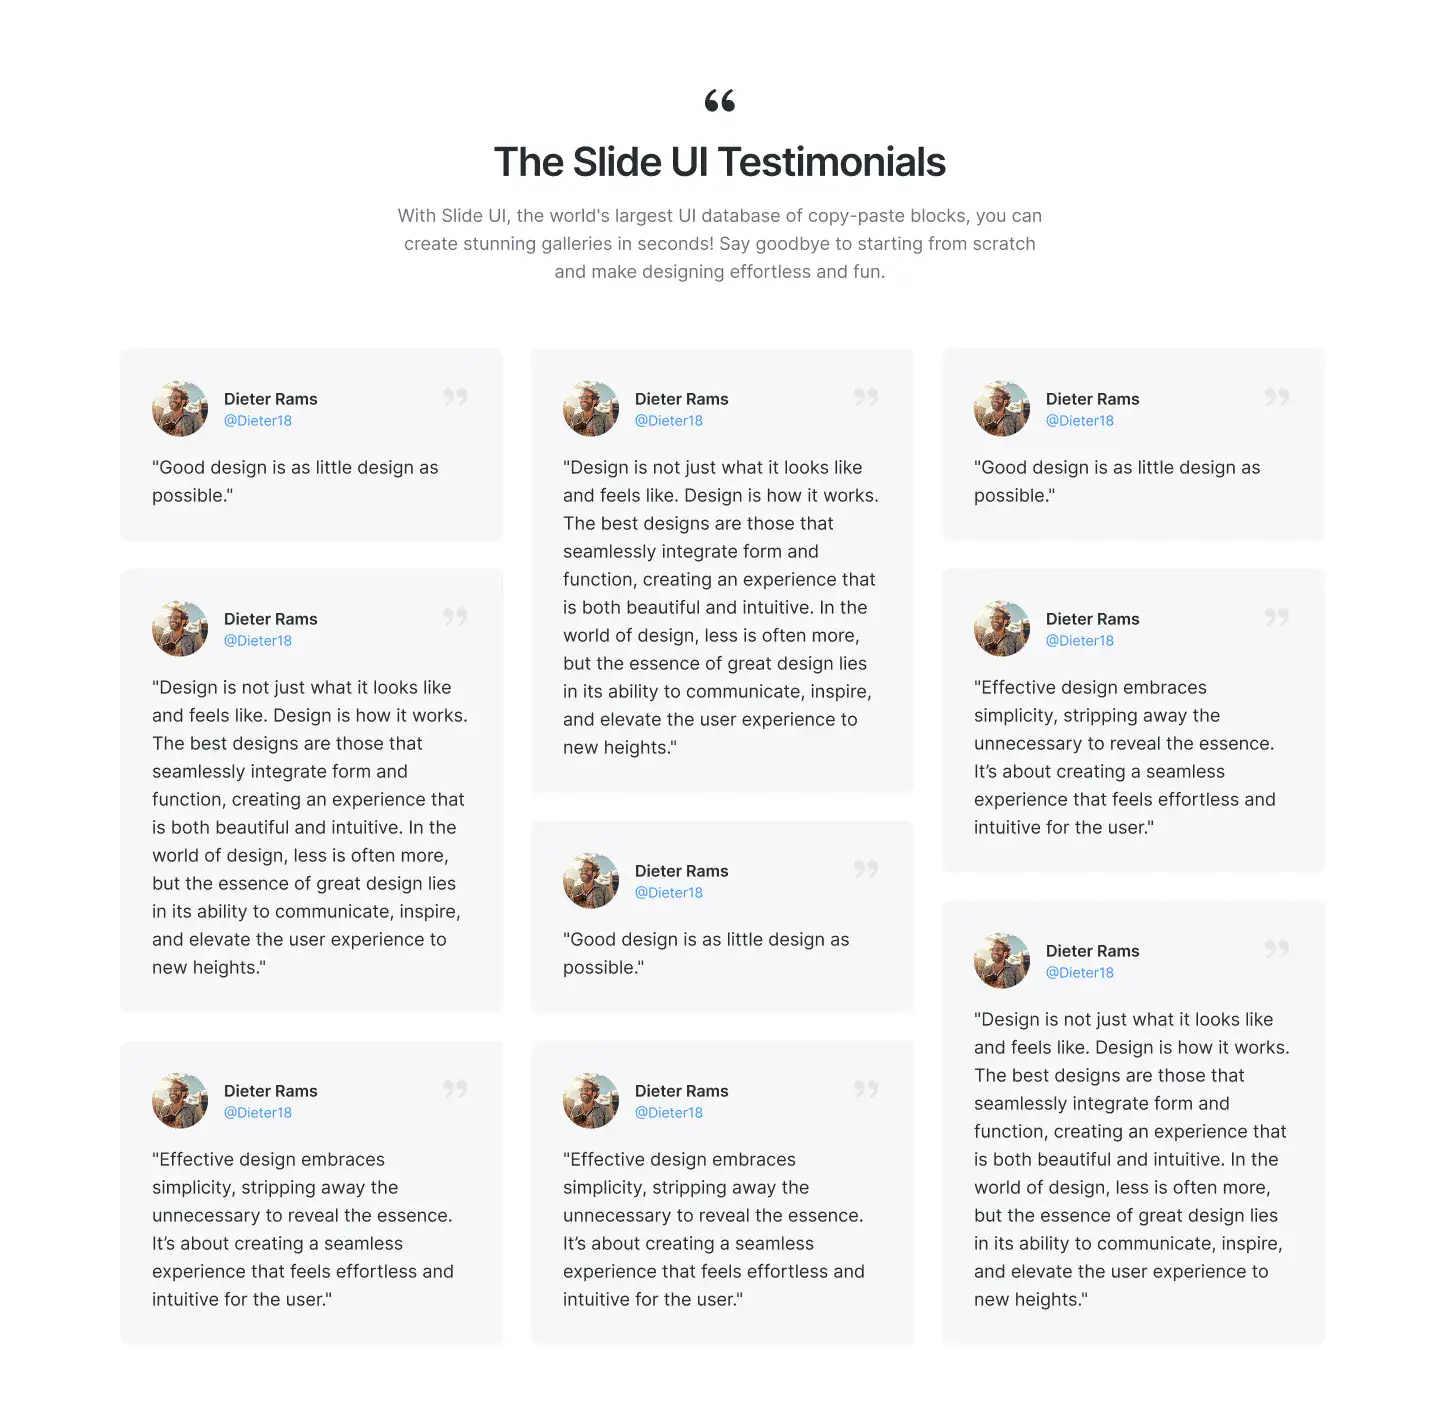 “
The Slide UI Testimonials
With Slide UI, the world's largest UI database of copy-paste blocks, you can
create stunning galleries in seconds! Say goodbye to starting from scratch
and make designing effortless and fun.
Dieter Rams
@Dieter18
”
"Good design is as little design as
possible."
Dieter Rams
@Dieter18
”
"Design is not just what it looks like
and feels like. Design is how it works.
The best designs are those that
seamlessly integrate form and
function, creating an experience that
is both beautiful and intuitive. In the
world of design, less is often more,
but the essence of great design lies
in its ability to communicate, inspire,
and elevate the user experience to
new heights."
Dieter Rams
@Dieter18
”
"Effective design embraces
simplicity, stripping away the
unnecessary to reveal the essence.
It’s about creating a seamless
experience that feels effortless and
intuitive for the user."
Dieter Rams
@Dieter18
”
"Design is not just what it looks like
and feels like. Design is how it works.
The best designs are those that
seamlessly integrate form and
function, creating an experience that
is both beautiful and intuitive. In the
world of design, less is often more,
but the essence of great design lies
in its ability to communicate, inspire,
and elevate the user experience to
new heights."
Dieter Rams
@Dieter18
”
"Good design is as little design as
possible."
Dieter Rams
@Dieter18
”
"Effective design embraces
simplicity, stripping away the
unnecessary to reveal the essence.
It’s about creating a seamless
experience that feels effortless and
intuitive for the user."
Dieter Rams
@Dieter18
”
"Good design is as little design as
possible."
Dieter Rams
@Dieter18
”
"Effective design embraces
simplicity, stripping away the
unnecessary to reveal the essence.
It’s about creating a seamless
experience that feels effortless and
intuitive for the user."
Dieter Rams
@Dieter18
”
"Design is not just what it looks like
and feels like. Design is how it works.
The best designs are those that
seamlessly integrate form and
function, creating an experience that
is both beautiful and intuitive. In the
world of design, less is often more,
but the essence of great design lies
in its ability to communicate, inspire,
and elevate the user experience to
new heights."